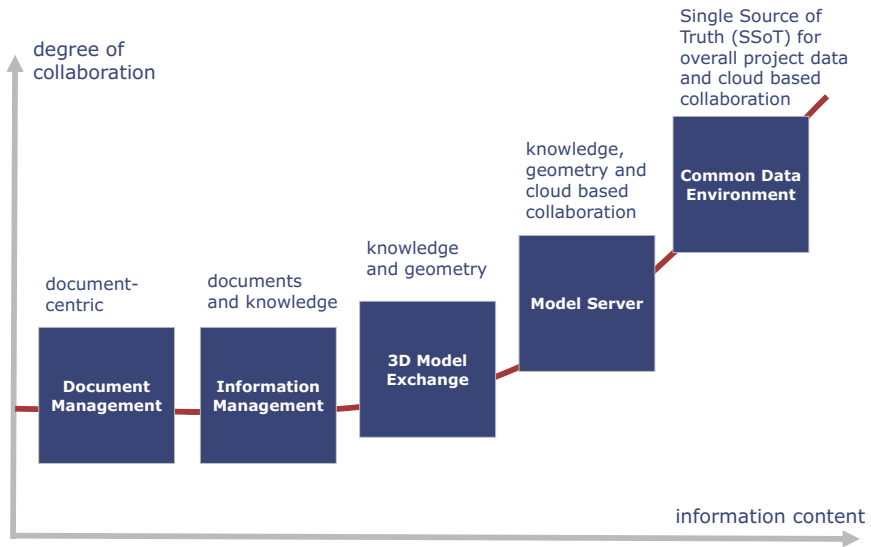 degree of
collaboration
Single Source of
Truth (SSoT) for
overall project data
and cloud based
collaboration
Common Data
Environment
knowledge,
geometry and
cloud based
collaboration
Model Server
knowledge
and geometry
3D Model
Exchange
documents
and knowledge
Information
Management
document-
centric
Document
Management
information content